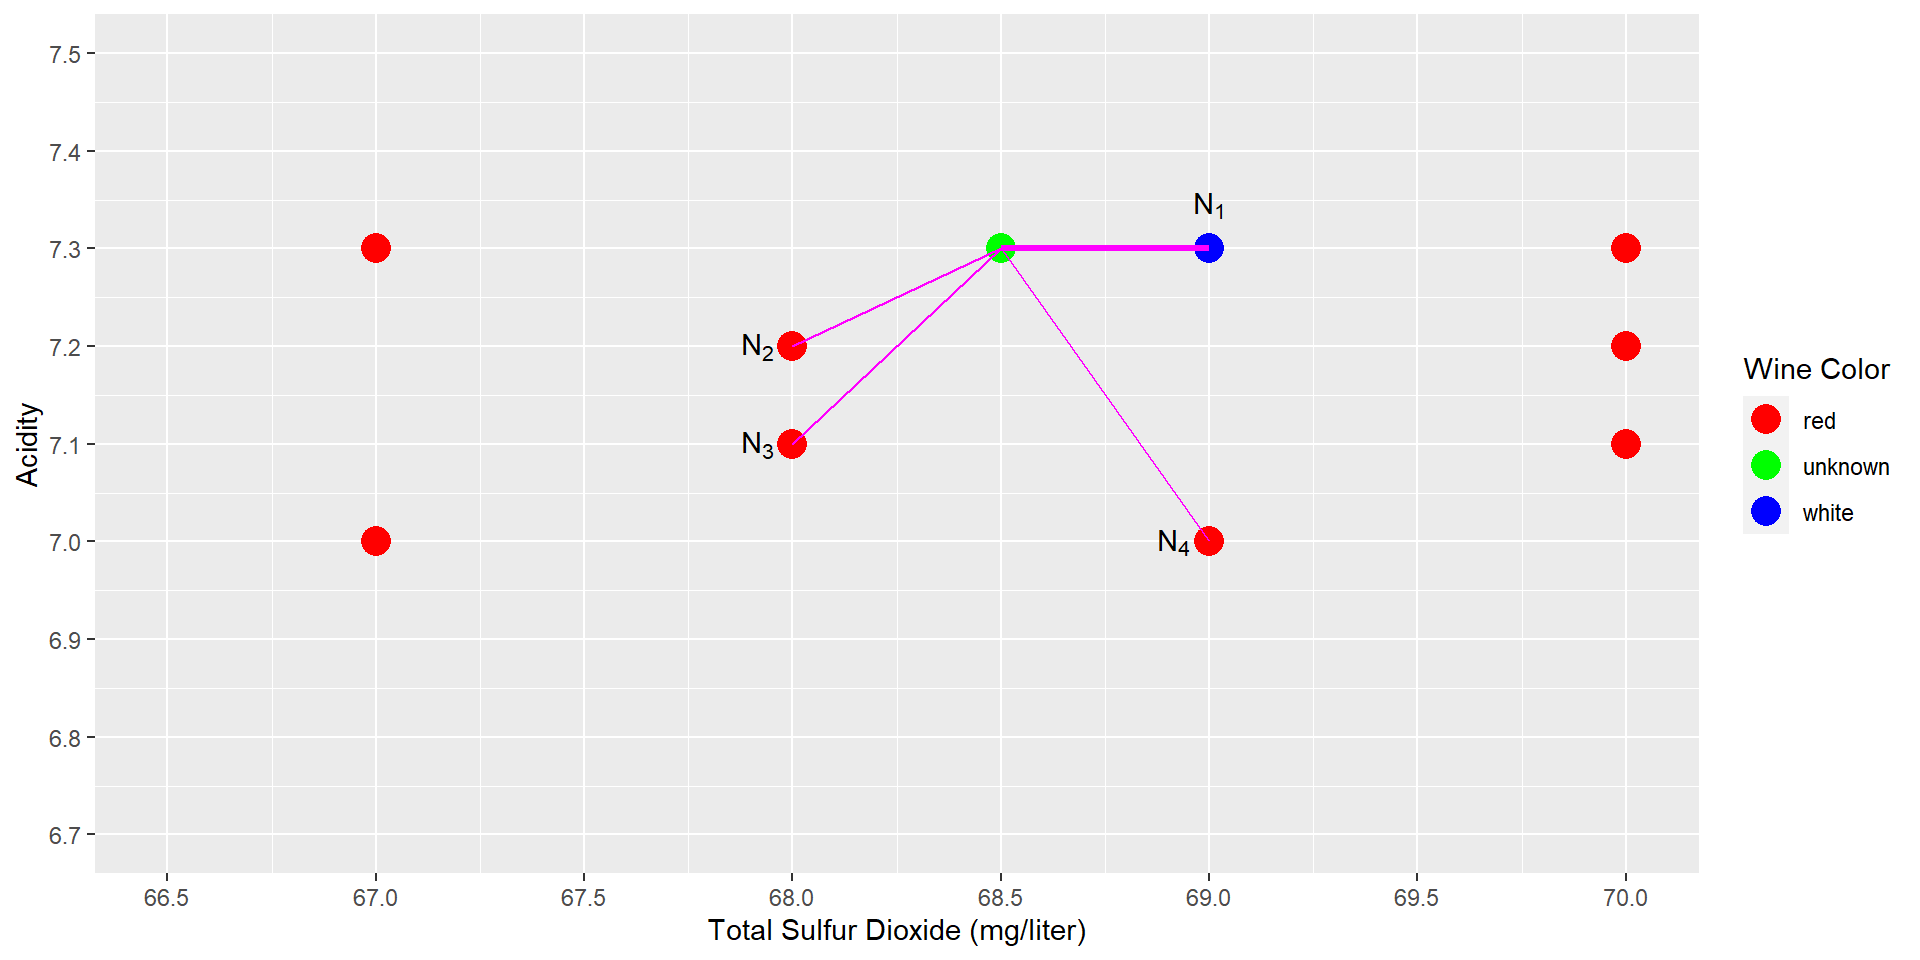 7.5
7.4
7.3
7.2
7.1
7.0
6.9
6.8
6.7
Acidity
N1
N2
N3
N4
66.5 67.0 67.5 68.0 68.5 69.0 69.5 70.0
Total Sulfur Dioxide (mg/liter)
Wine Color
red
unknown
white